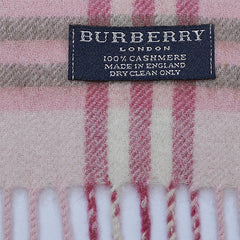 BURBERRY
LONDON
100% CASHMERE
MADE IN ENGLAND
DRY CLEAN ONLY